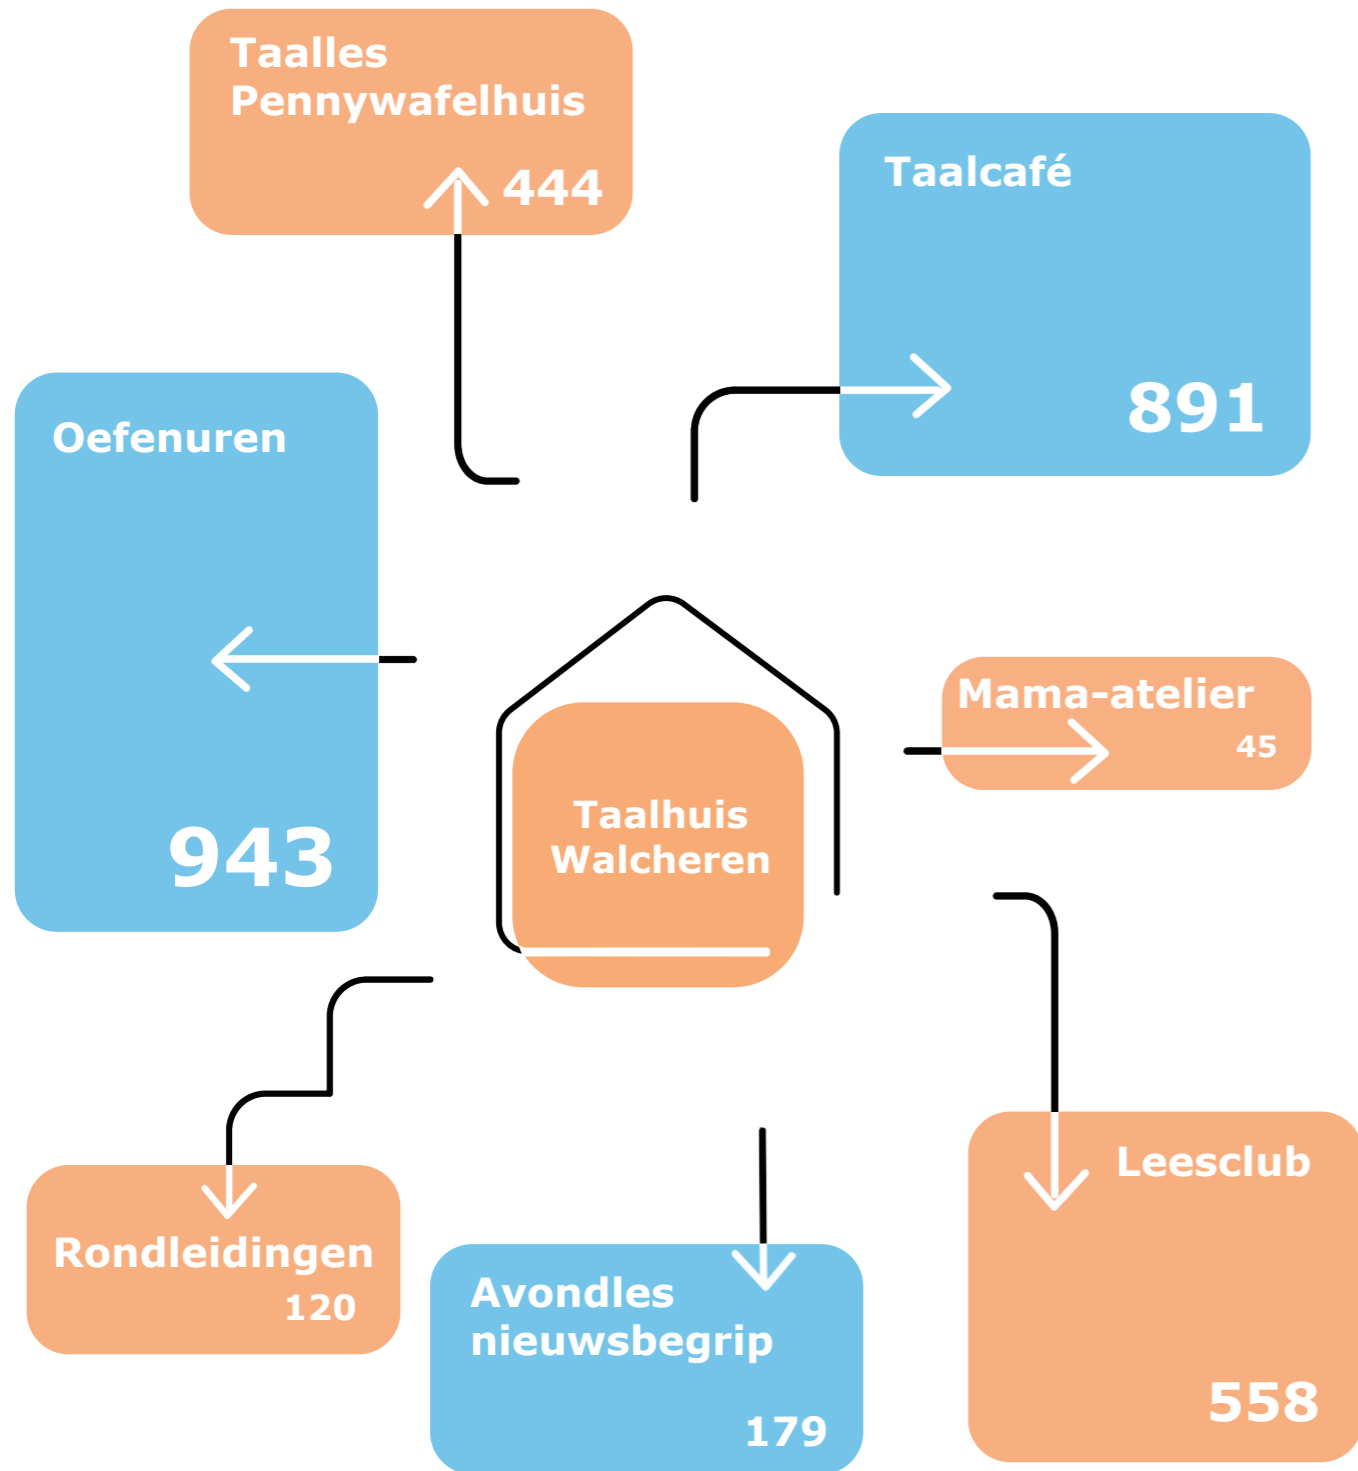 Taalles
Pennywafelhuis
444
Taalcafé
891
Oefenuren
943
Mama-atelier
45
Taalhuis
Walcheren
Leesclub
558
Rondleidingen
120
Avondles
nieuwsbegrip
179